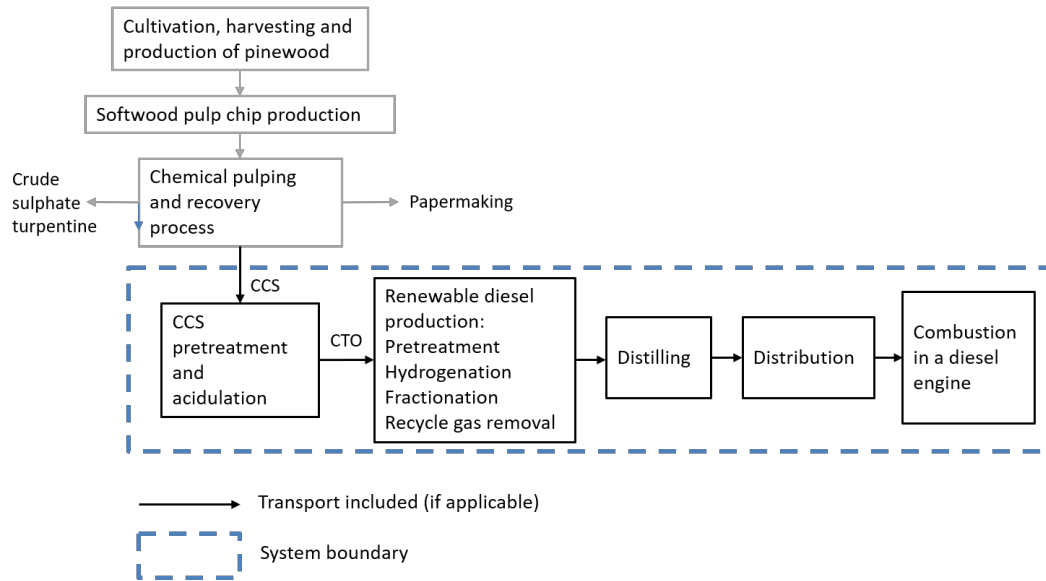 Cultivation, harvesting and
production of pinewood
Softwood pulp chip production
Crude
sulphate
turpentine
Chemical pulping
and recovery
process
Papermaking
CCS
CCS
pretreatment
and
acidulation
CTO
Renewable diesel
production:
Pretreatment
Hydrogenation
Fractionation
Recycle gas removal
Distilling
Distribution
Combustion
in a diesel
engine
Transport included (if applicable)
System boundary